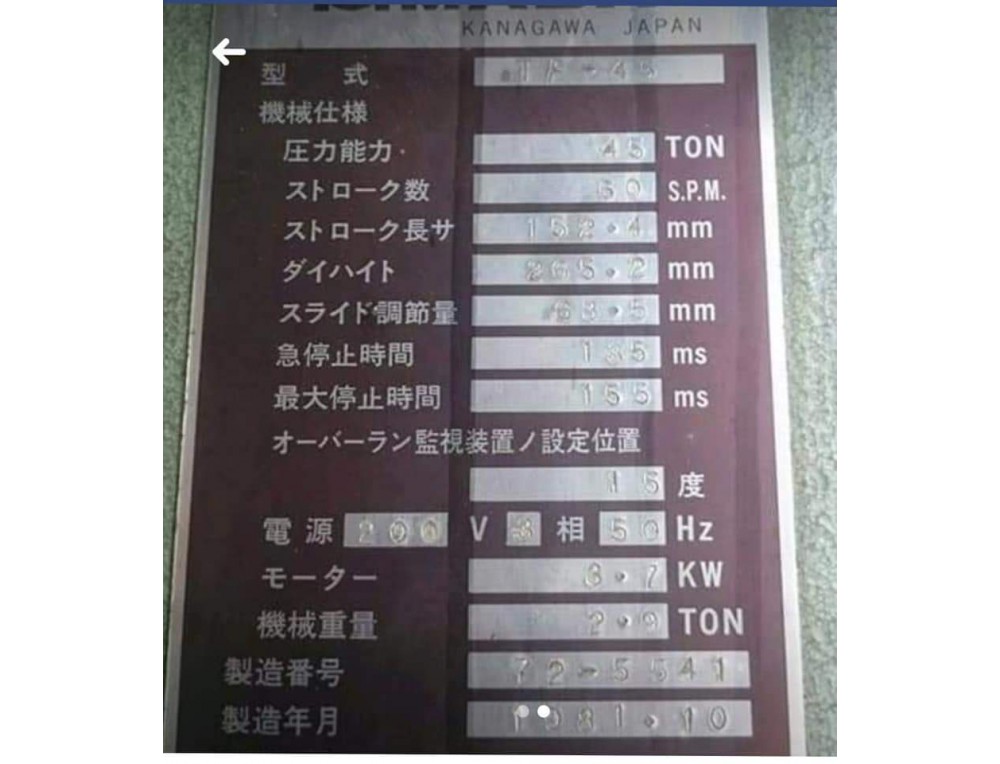 KANAGAWA JAPAN
型 式 -45
機械仕様
圧力能力 45 TON
ストローク数 60 S.P.M.
ストローク長サ 152.4 mm
ダイハイト 265.2 mm
スライド調節量 63.5 mm
急停止時間 135 ms
最大停止時間 155 ms
オーバーラン監視装置ノ設定位置
15 度
電源 200 V 3 相 50 Hz
モーター 3.7 KW
機械重量 2.9 TON
製造番号 72-5541
製造年月 1981.10